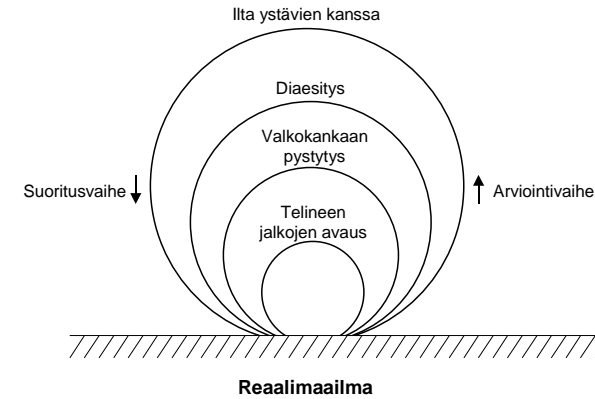 Ilta ystävien kanssa
Diaesitys
Valkokankaan
pystytys
Suoritusvaihe
Arviointivaihe
Telineen
jalkojen avaus
Reaalimaailma